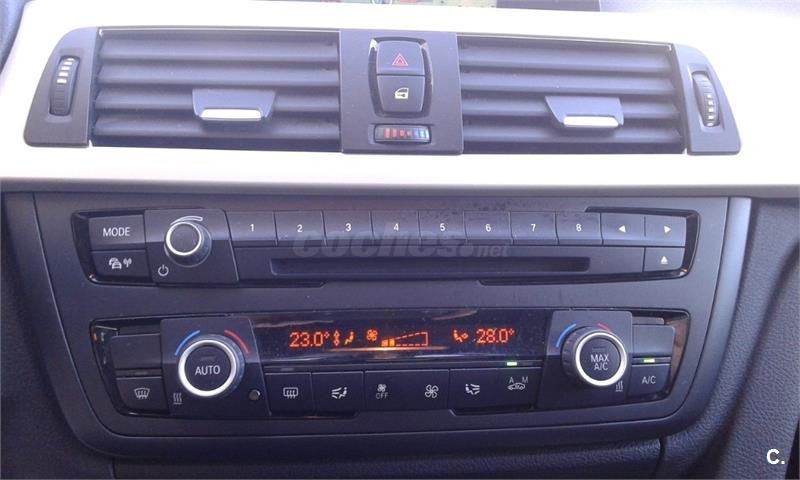 MODE
1 2 3 4 5 6 7 8
coches.net
23.0° 28.0°
AUTO
MAX A/C
OFF
A M
A/C
C.